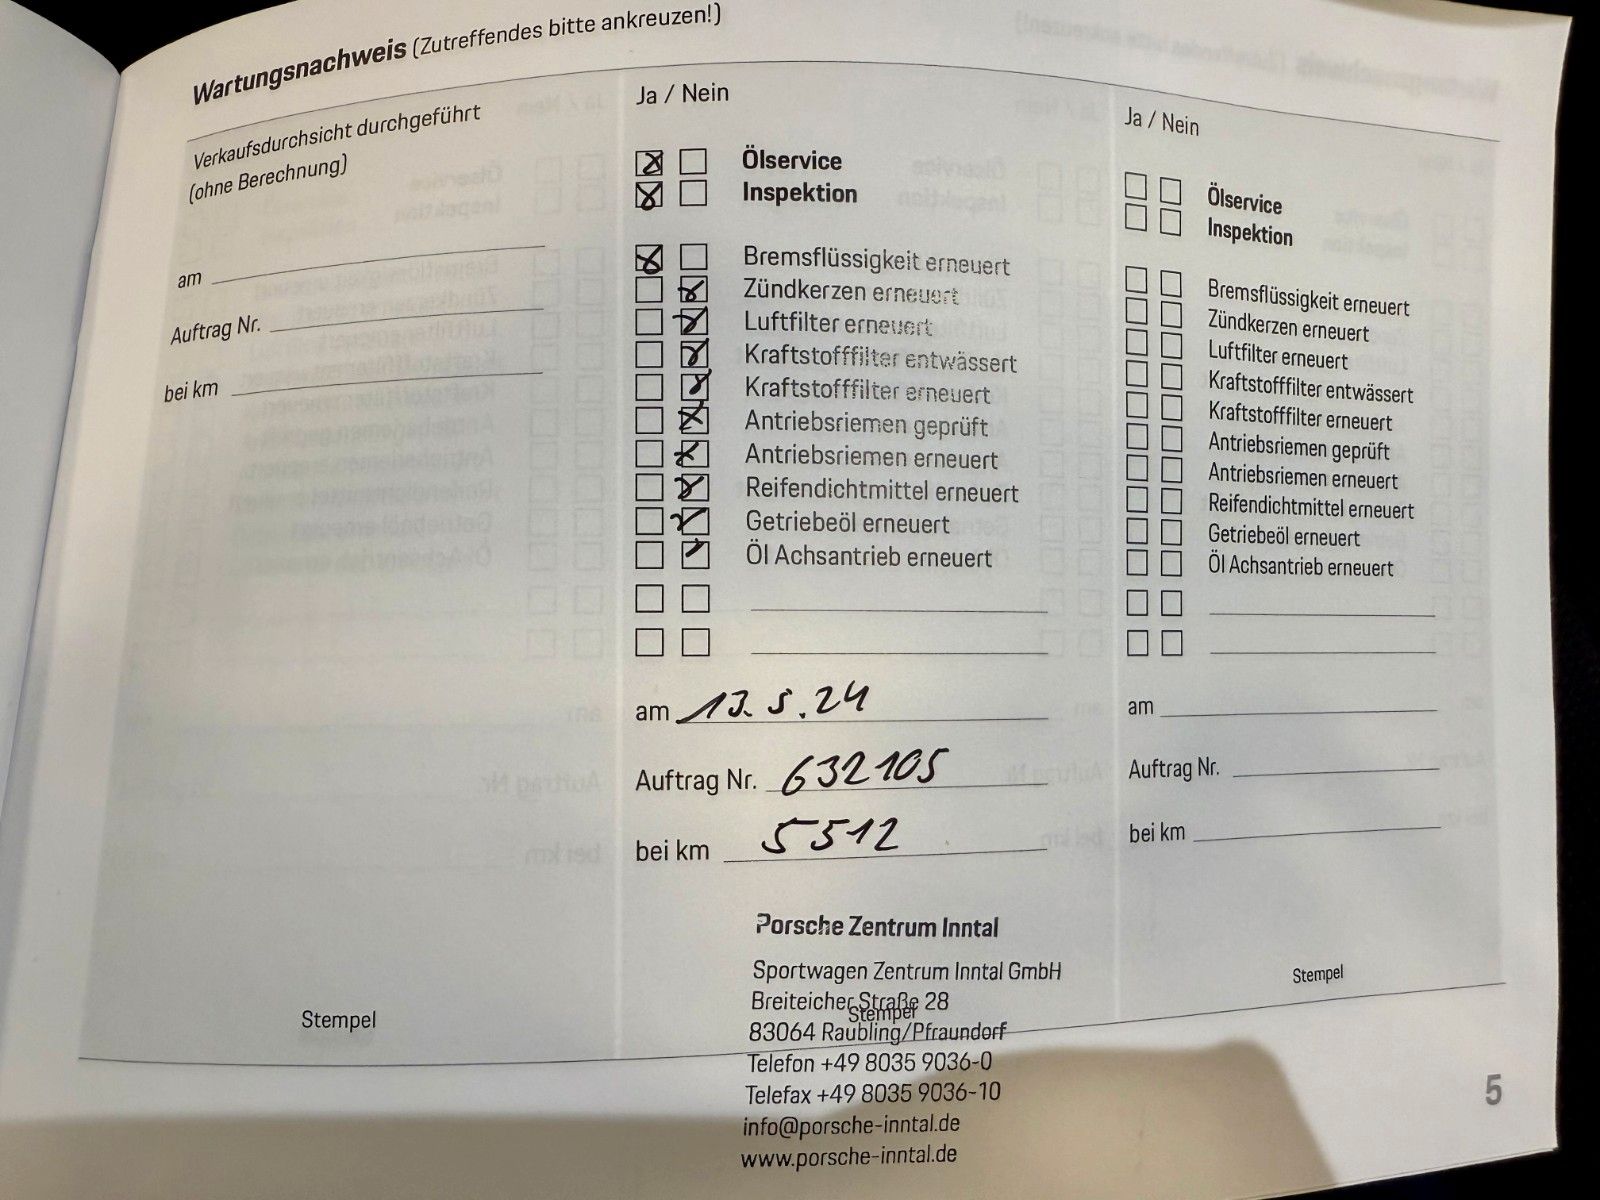 Wartungsnachweis (Zutreffendes bitte ankreuzen!)
Verkaufsdurchsicht durchgeführt
(ohne Berechnung)
am
Auftrag Nr.
bei km
Stempel
Ja / Nein
Ölservice
Inspektion
Bremsflüssigkeit erneuert
Zündkerzen erneuert
Luftfilter erneuert
Kraftstofffilter entwässert
Kraftstofffilter erneuert
Antriebsriemen geprüft
Antriebsriemen erneuert
Reifendichtmittel erneuert
Getriebeöl erneuert
Öl Achsantrieb erneuert
am 13.5.24
Auftrag Nr. 632105
bei km 5512
Porsche Zentrum Inntal
Sportwagen Zentrum Inntal GmbH
Breiteicher Straße 28
Stempel
83064 Raubling/Pfraundorf
Telefon +49 8035 9036-0
Telefax +49 8035 9036-10
info@porsche-inntal.de
www.porsche-inntal.de
Ja / Nein
Ölservice
Inspektion
Bremsflüssigkeit erneuert
Zündkerzen erneuert
Luftfilter erneuert
Kraftstofffilter entwässert
Kraftstofffilter erneuert
Antriebsriemen geprüft
Antriebsriemen erneuert
Reifendichtmittel erneuert
Getriebeöl erneuert
Öl Achsantrieb erneuert
am
Auftrag Nr.
bei km
Stempel
5